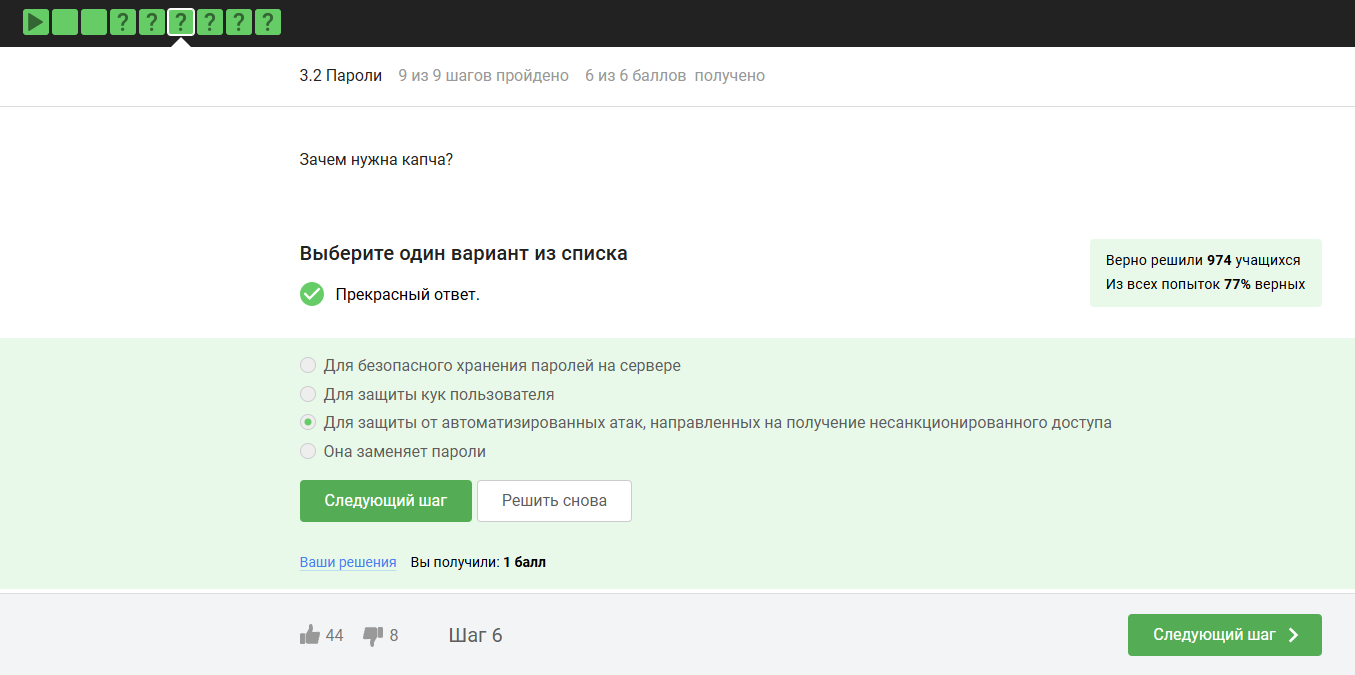 ? ? ? ? ? ?
3.2 Пароли 9 из 9 шагов пройдено 6 из 6 баллов получено
Зачем нужна капча?
Выберите один вариант из списка
Прекрасный ответ.
Верно решили 974 учащихся
Из всех попыток 77% верных
Для безопасного хранения паролей на сервере
Для защиты кук пользователя
Для защиты от автоматизированных атак, направленных на получение несанкционированного доступа
Она заменяет пароли
Следующий шаг Решить снова
Ваши решения Вы получили: 1 балл
44 8 Шаг 6 Следующий шаг